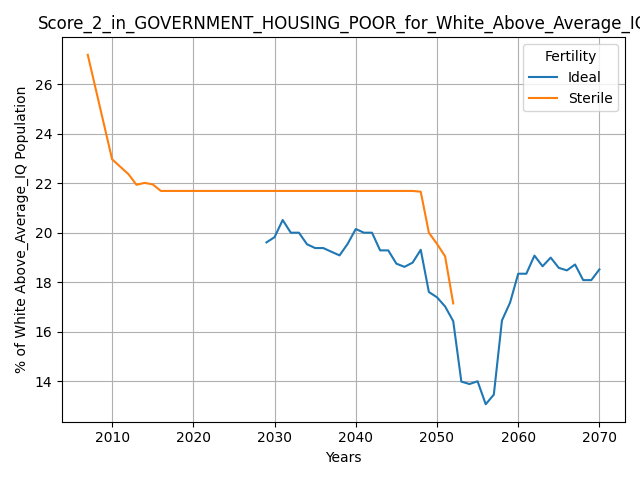 Score_2_in_GOVERNMENT_HOUSING_POOR_for_White_Above_Average_IQ
Fertility
Ideal
Sterile
% of White Above_Average_IQ Population
26
24
22
20
18
16
14
2010 2020 2030 2040 2050 2060 2070
Years